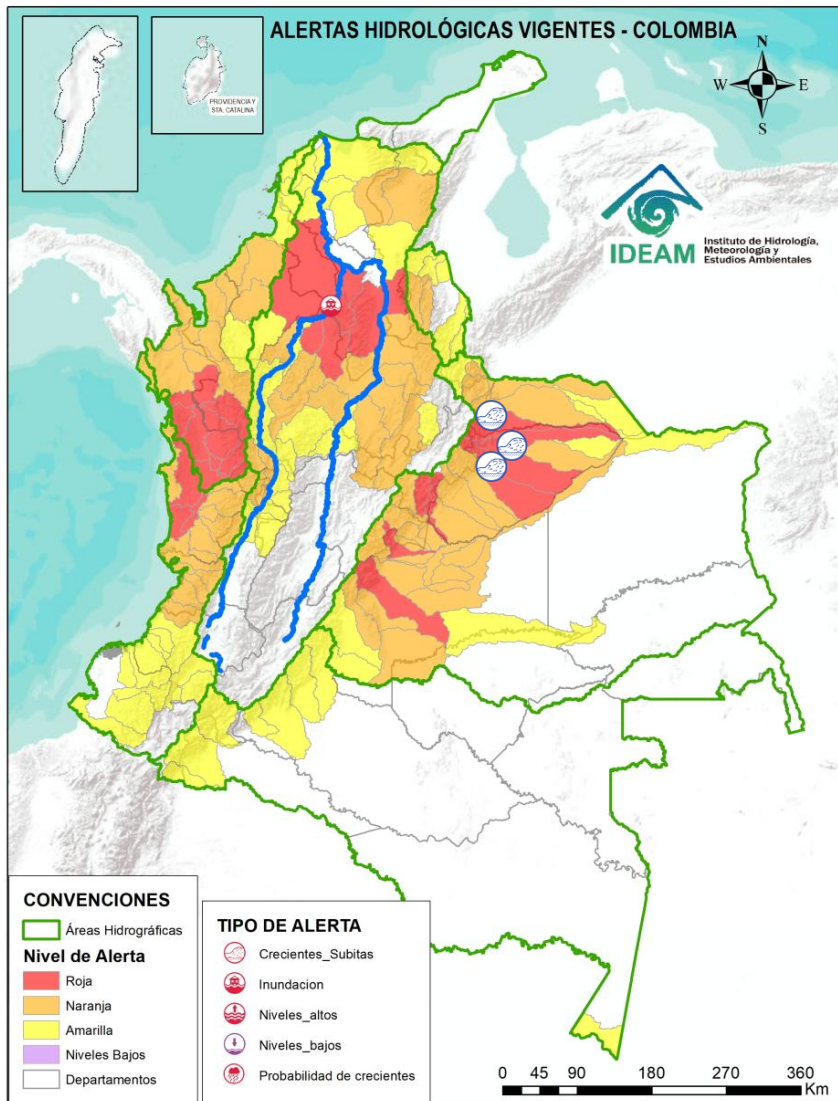 ALERTAS HIDROLÓGICAS VIGENTES - COLOMBIA
PROVIDENCIA Y
STA. CATALINA
N
W
E
S
IDEAM
Instituto de Hidrología,
Meteorología y
Estudios Ambientales
CONVENCIONES
Áreas Hidrográficas
Nivel de Alerta
Roja
Naranja
Amarilla
Niveles Bajos
Departamentos
TIPO DE ALERTA
Crecientes_Subitas
Inundacion
Niveles_altos
Niveles_bajos
Probabilidad de crecientes
0 45 90 180 270 360
Km